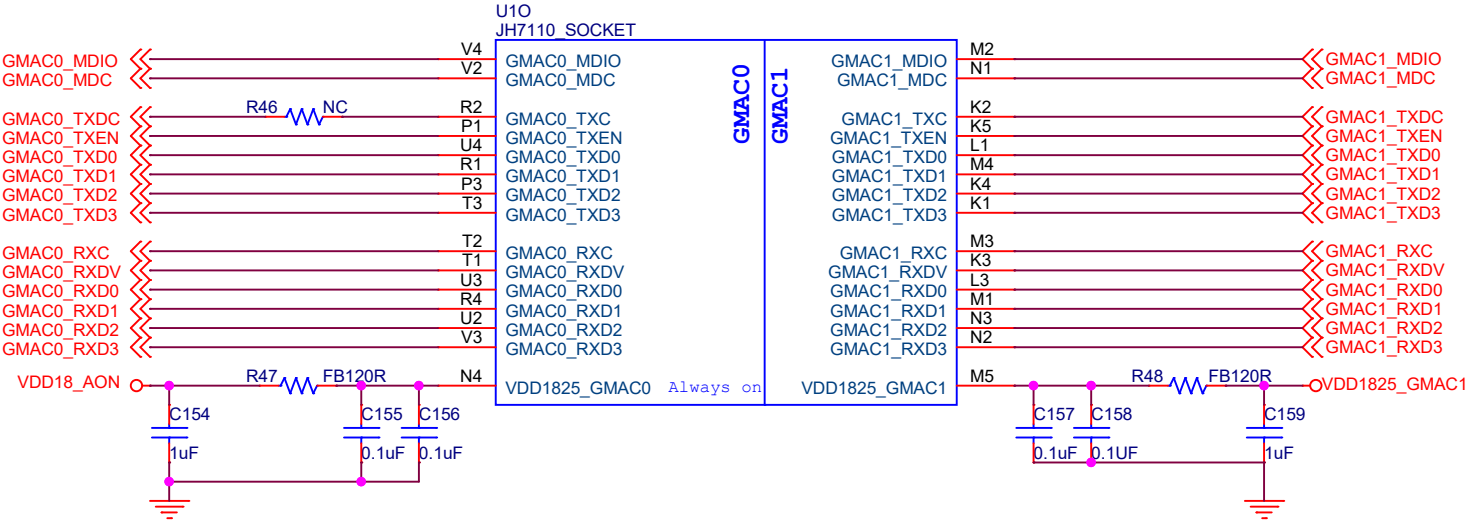 U1O
JH7110_SOCKET
GMAC0 GMAC1
GMAC0_MDIO V4 GMAC0_MDIO GMAC1_MDIO M2 GMAC1_MDIO
GMAC0_MDC V2 GMAC0_MDC GMAC1_MDC N1 GMAC1_MDC
GMAC0_TXDC R46 NC R2 GMAC0_TXC GMAC1_TXC K2 GMAC1_TXDC
GMAC0_TXEN P1 GMAC0_TXEN GMAC1_TXEN K5 GMAC1_TXEN
GMAC0_TXD0 U4 GMAC0_TXD0 GMAC1_TXD0 L1 GMAC1_TXD0
GMAC0_TXD1 R1 GMAC0_TXD1 GMAC1_TXD1 M4 GMAC1_TXD1
GMAC0_TXD2 P3 GMAC0_TXD2 GMAC1_TXD2 K4 GMAC1_TXD2
GMAC0_TXD3 T3 GMAC0_TXD3 GMAC1_TXD3 K1 GMAC1_TXD3
GMAC0_RXC T2 GMAC0_RXC GMAC1_RXC M3 GMAC1_RXC
GMAC0_RXDV T1 GMAC0_RXDV GMAC1_RXDV K3 GMAC1_RXDV
GMAC0_RXD0 U3 GMAC0_RXD0 GMAC1_RXD0 L3 GMAC1_RXD0
GMAC0_RXD1 R4 GMAC0_RXD1 GMAC1_RXD1 M1 GMAC1_RXD1
GMAC0_RXD2 U2 GMAC0_RXD2 GMAC1_RXD2 N3 GMAC1_RXD2
GMAC0_RXD3 V3 GMAC0_RXD3 GMAC1_RXD3 N2 GMAC1_RXD3
VDD18_AON R47 FB120R N4 VDD1825_GMAC0 Always on VDD1825_GMAC1 M5 R48 FB120R VDD1825_GMAC1
C154 C155 C156 C157 C158 C159
1uF 0.1uF 0.1uF 0.1uF 0.1UF 1uF